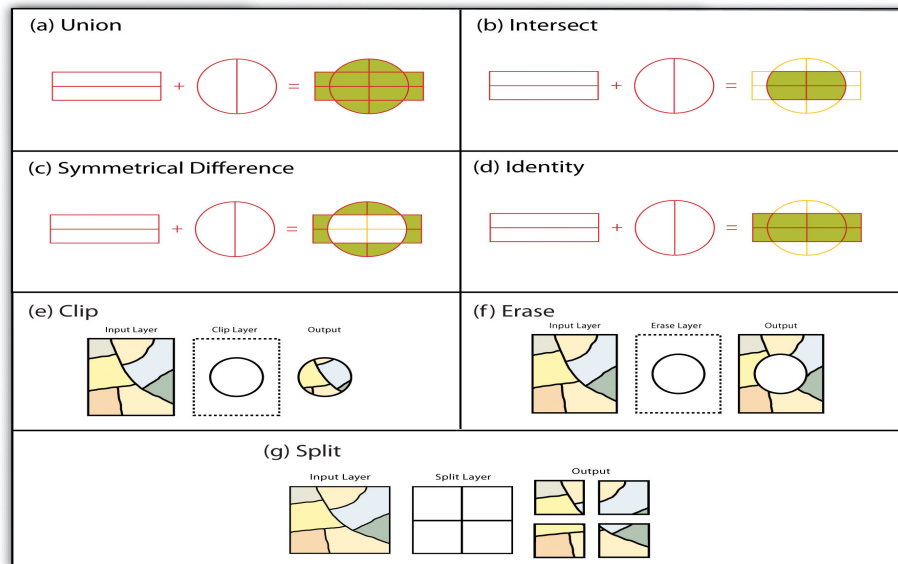 (a) Union
+ =
(b) Intersect
+ =
(c) Symmetrical Difference
+ =
(d) Identity
+ =
(e) Clip
Input Layer Clip Layer Output
(f) Erase
Input Layer Erase Layer Output
(g) Split
Input Layer Split Layer Output